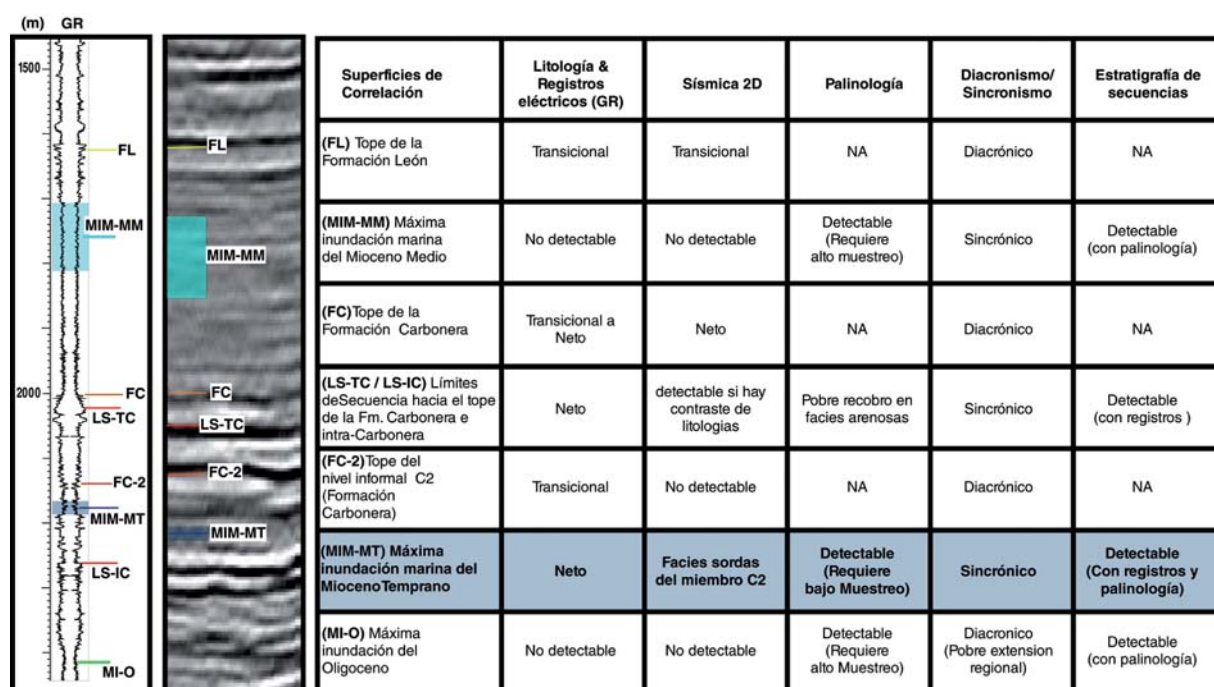 (m) GR
1500
FL
MIM-MM
2000
FC
LS-TC
FC-2
MIM-MT
LS-IC
MI-O
FL
MIM-MM
FC
LS-TC
FC-2
MIM-MT
Superficies de
Correlación
Litología &
Registros
eléctricos (GR)
Sísmica 2D
Palinología
Diacronismo/
Sincronismo
Estratigrafía de
secuencias
(FL) Tope de la
Formación León
Transicional
Transicional
NA
Diacrónico
NA
(MIM-MM) Máxima
inundación marina
del Mioceno Medio
No detectable
No detectable
Detectable
(Requiere
alto muestreo)
Sincrónico
Detectable
(con palinología)
(FC)Tope de la
Formación Carbonera
Transicional a
Neto
Neto
NA
Diacrónico
NA
(LS-TC / LS-IC) Límites
deSecuencia hacia el tope
de la Fm. Carbonera e
intra-Carbonera
Neto
detectable si hay
contraste de
litologias
Pobre recobro en
facies arenosas
Sincrónico
Detectable
(con registros )
(FC-2)Tope del
nivel informal C2
(Formación
Carbonera)
Transicional
No detectable
NA
Diacrónico
NA
(MIM-MT) Máxima
inundación marina del
MiocenoTemprano
Neto
Facies sordas
del miembro C2
Detectable
(Requiere
bajo Muestreo)
Sincrónico
Detectable
(Con registros y
palinología)
(MI-O) Máxima
inundación del
Oligoceno
No detectable
No detectable
Detectable
(Requiere
alto Muestreo)
Diacronico
(Pobre extension
regional)
Detectable
(con palinología)